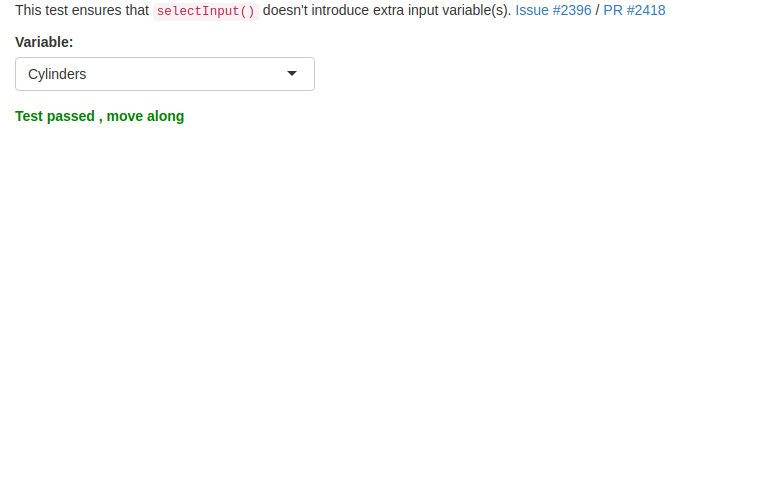 This test ensures that selectInput() doesn't introduce extra input variable(s). Issue #2396 / PR #2418
Variable:
Cylinders
Test passed , move along